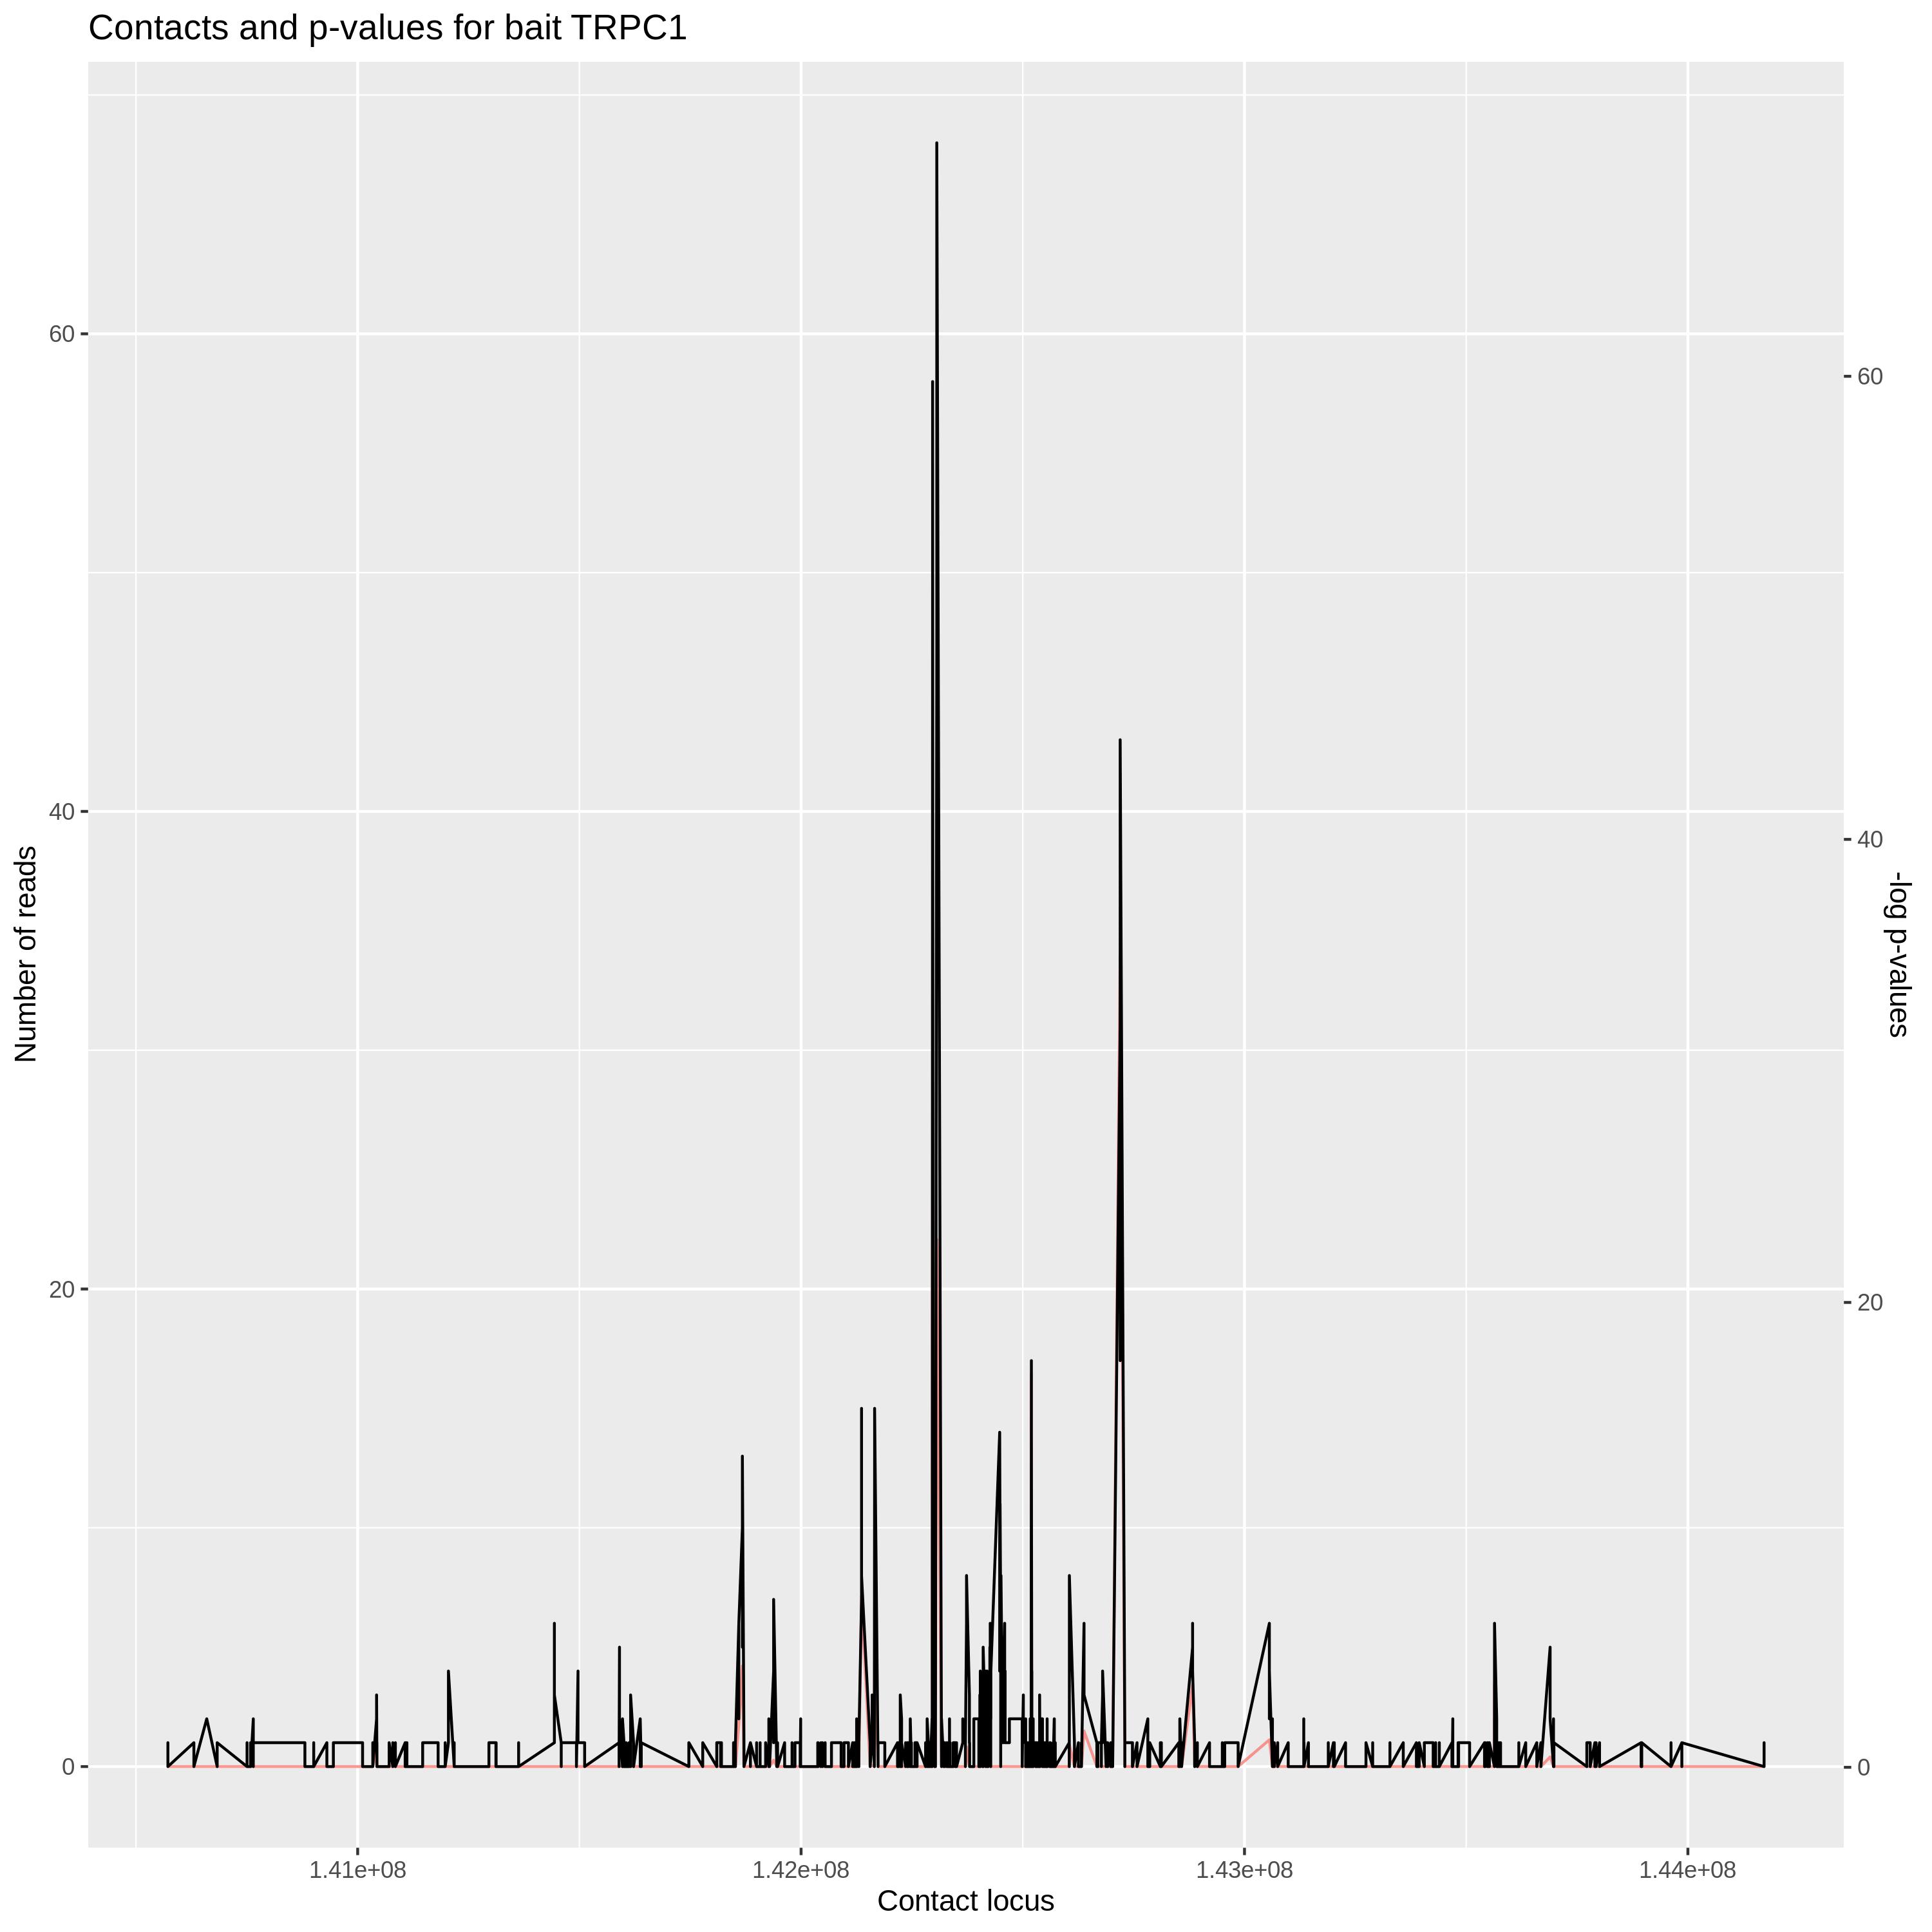 Contacts and p-values for bait TRPC1
60
40
20
0
Number of reads
60
40
20
0
-log p-values
1.41e+08 1.42e+08 1.43e+08 1.44e+08
Contact locus